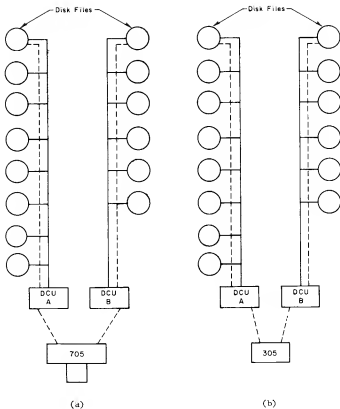 Disk Files
Disk Files
DCU
A
DCU
B
DCU
A
DCU
B
705
305
(a)
(b)